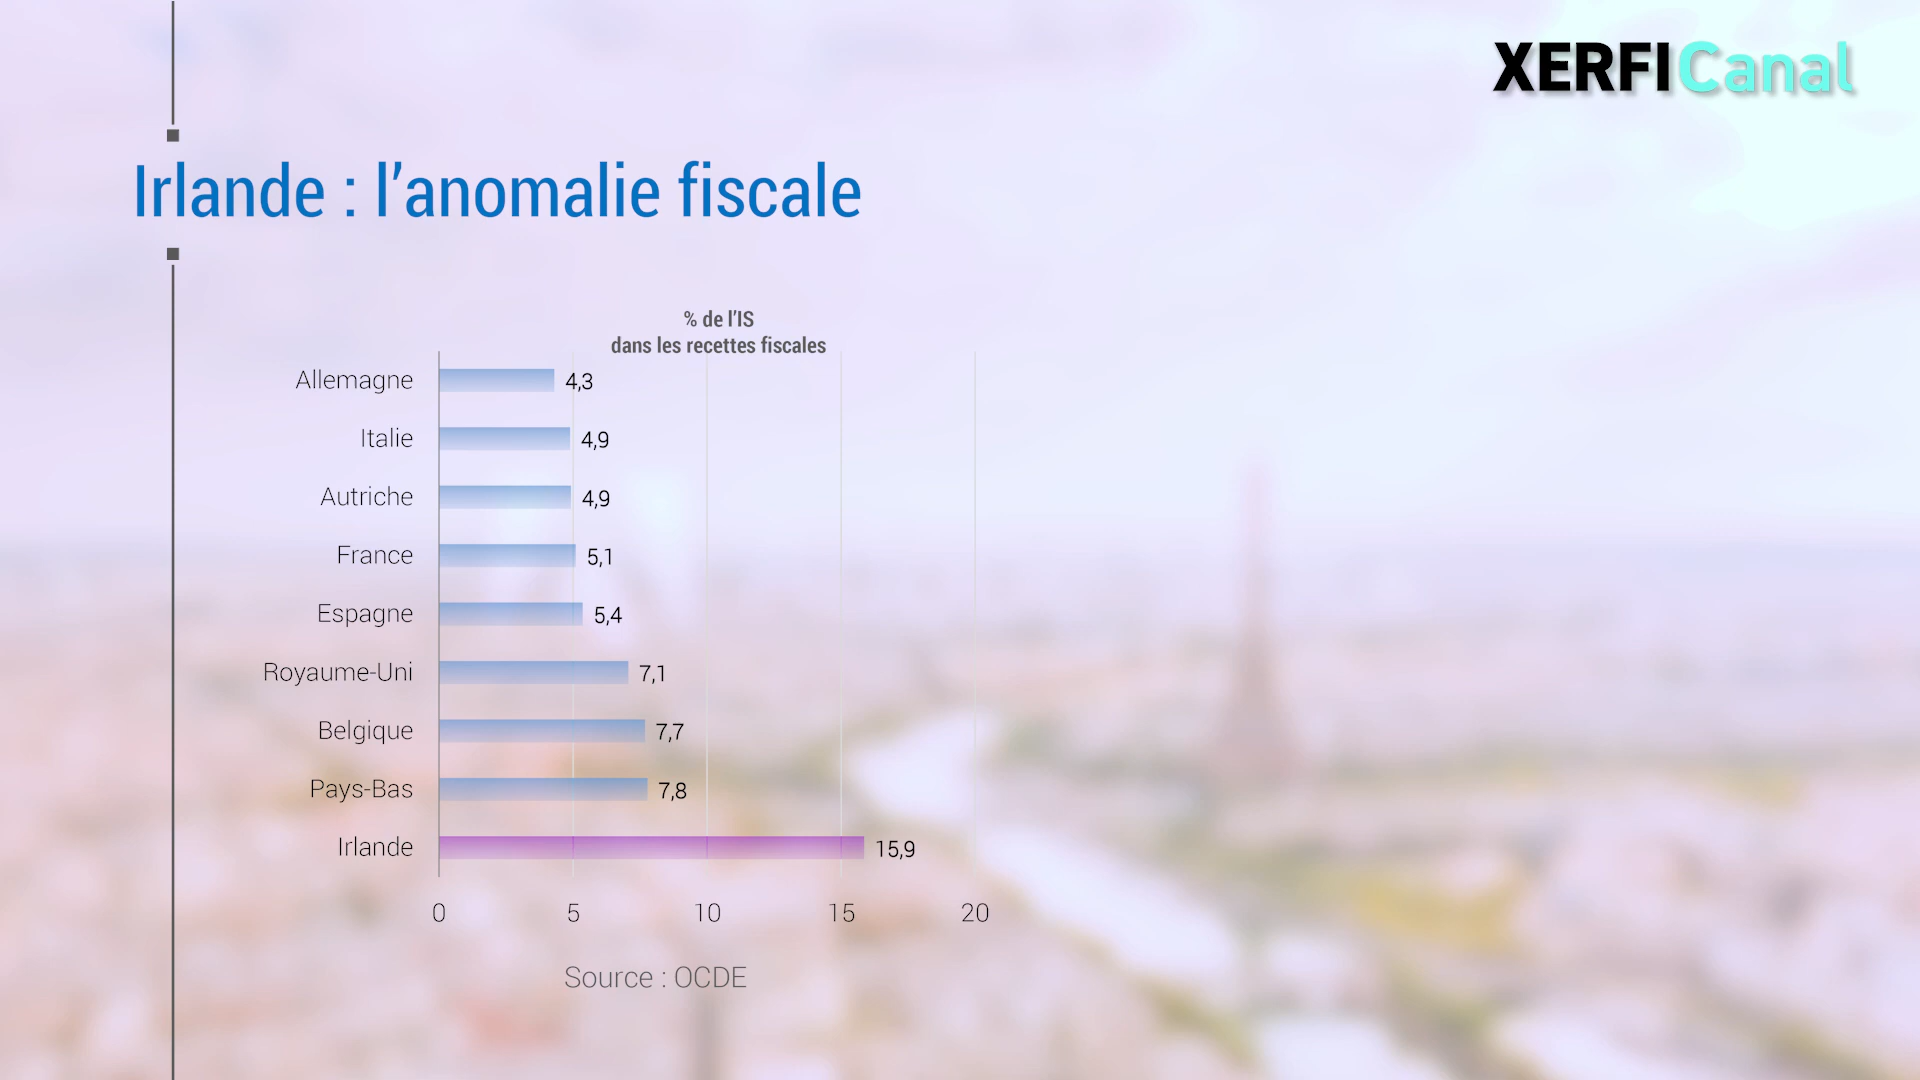 XERFI Canal
Irlande : l’anomalie fiscale
% de l’IS
dans les recettes fiscales
Allemagne 4,3
Italie 4,9
Autriche 4,9
France 5,1
Espagne 5,4
Royaume-Uni 7,1
Belgique 7,7
Pays-Bas 7,8
Irlande 15,9
0 5 10 15 20
Source : OCDE